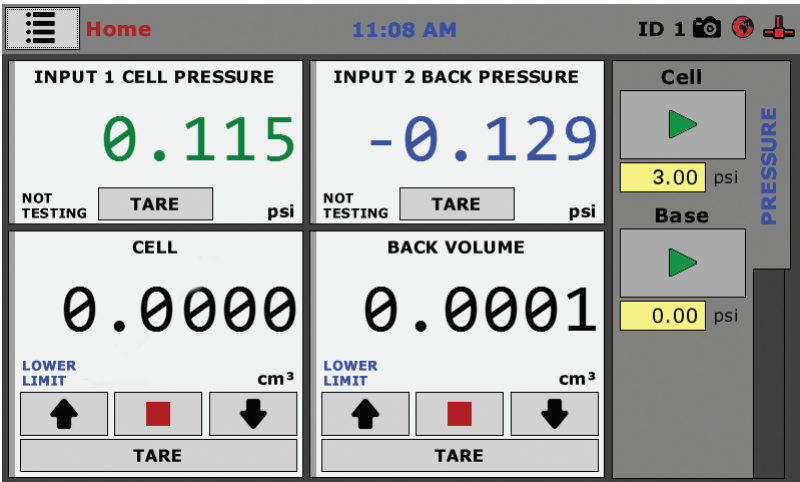 Home
11:08 AM
ID 1
INPUT 1 CELL PRESSURE
0.115
NOT
TESTING
TARE
psi
INPUT 2 BACK PRESSURE
-0.129
NOT
TESTING
TARE
psi
CELL
0.0000
LOWER
LIMIT
cm³
TARE
BACK VOLUME
0.0001
LOWER
LIMIT
cm³
TARE
Cell
3.00 psi
Base
0.00 psi
PRESSURE